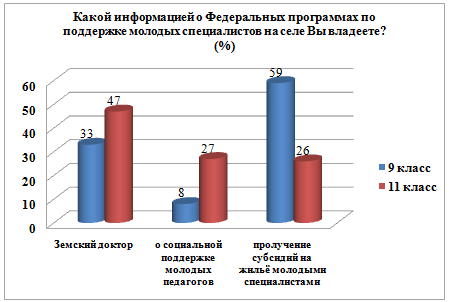 Какой информацией о Федеральных программах по
поддержке молодых специалистов на селе Вы владеете?
(%)
60
50
40
30
20
10
0
33
47
8
27
59
26
Земский доктор
о социальной
поддержке
молодых
педагогов
пролучение
субсидий на
жильё молодыми
специалистами
9 класс
11 класс